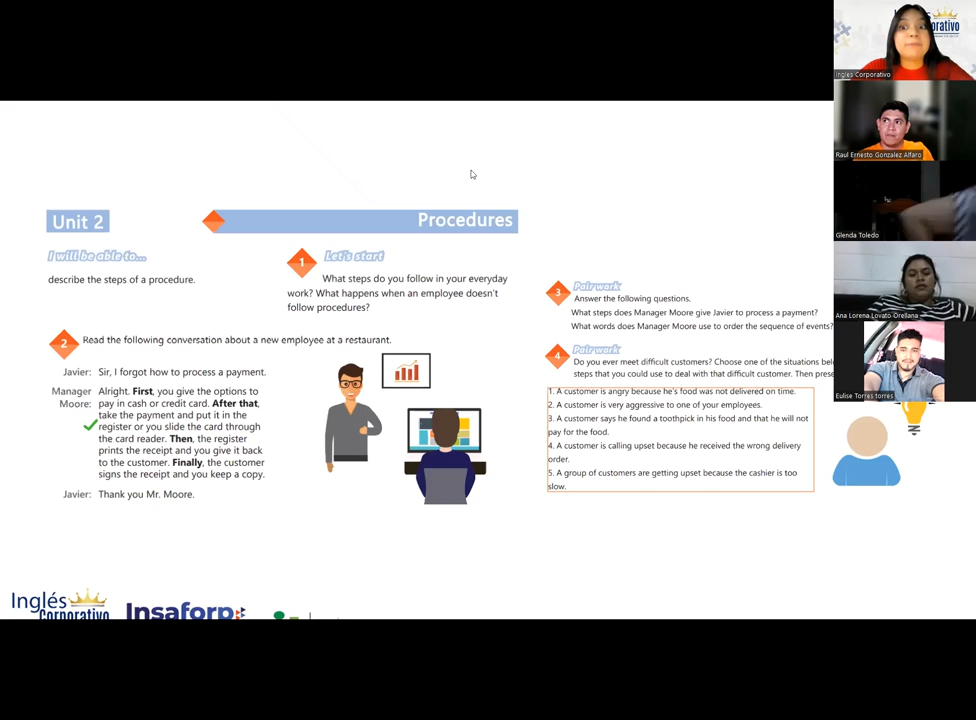 Unit 2
Procedures
I will be able to...
describe the steps of a procedure.
1
Let's start
What steps do you follow in your everyday
work? What happens when an employee doesn't
follow procedures?
2
Read the following conversation about a new employee at a restaurant.
Javier: Sir, I forgot how to process a payment.
Manager Moore: Alright. First, you give the options to
pay in cash or credit card. After that,
take the payment and put it in the
register or you slide the card through
the card reader. Then, the register
prints the receipt and you give it back
to the customer. Finally, the customer
signs the receipt and you keep a copy.
Javier: Thank you Mr. Moore.
3
Pair work
Answer the following questions.
What steps does Manager Moore give Javier to process a payment?
What words does Manager Moore use to order the sequence of events?
4
Pair work
Do you ever meet difficult customers? Choose one of the situations bel
steps that you could use to deal with that difficult customer. Then prese
1. A customer is angry because he's food was not delivered on time.
2. A customer is very aggressive to one of your employees.
3. A customer says he found a toothpick in his food and that he will not
pay for the food.
4. A customer is calling upset because he received the wrong delivery
order.
5. A group of customers are getting upset because the cashier is too
slow.
Inglés
Corporativo
Insaforp
orativo
Inglés Corporativo
Raul Ernesto Gonzalez Alfaro
Glenda Toledo
Ana Lorena Lovato Orellana
Eulise Torres torres